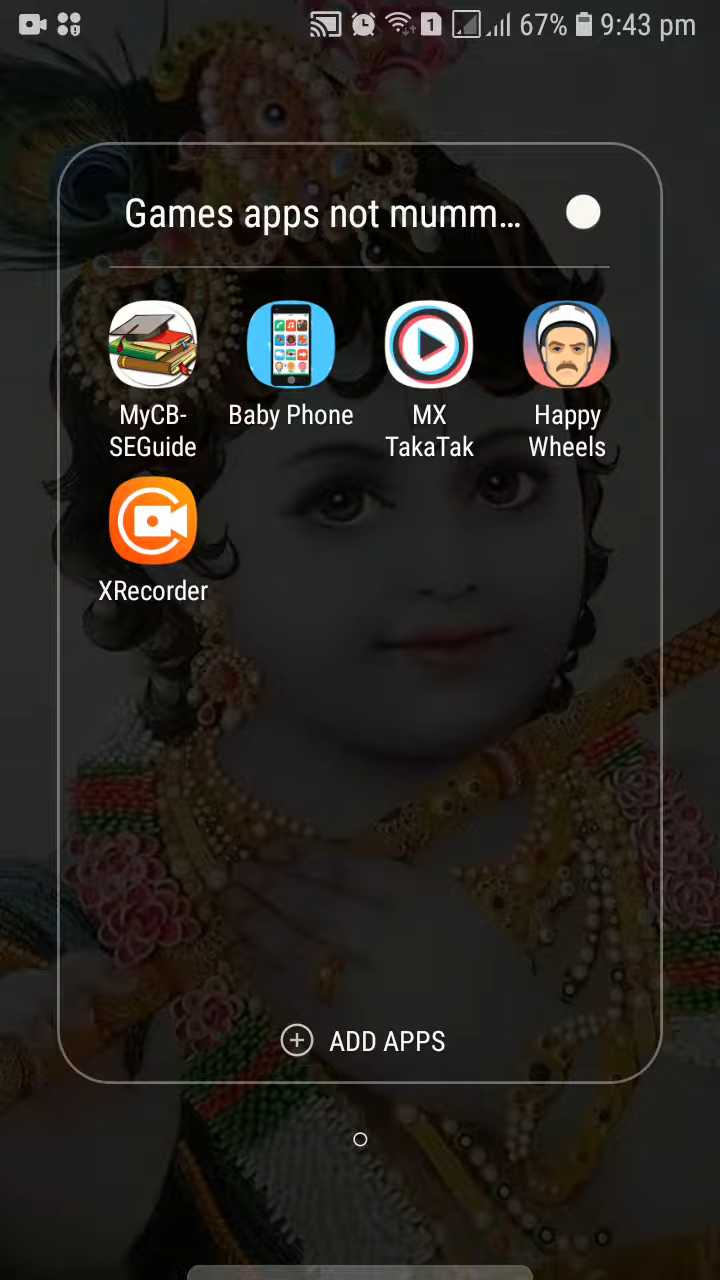 1 67% 9:43 pm
Games apps not mumm...
MyCB-
SEGuide
Baby Phone
MX
TakaTak
Happy
Wheels
XRecorder
ADD APPS